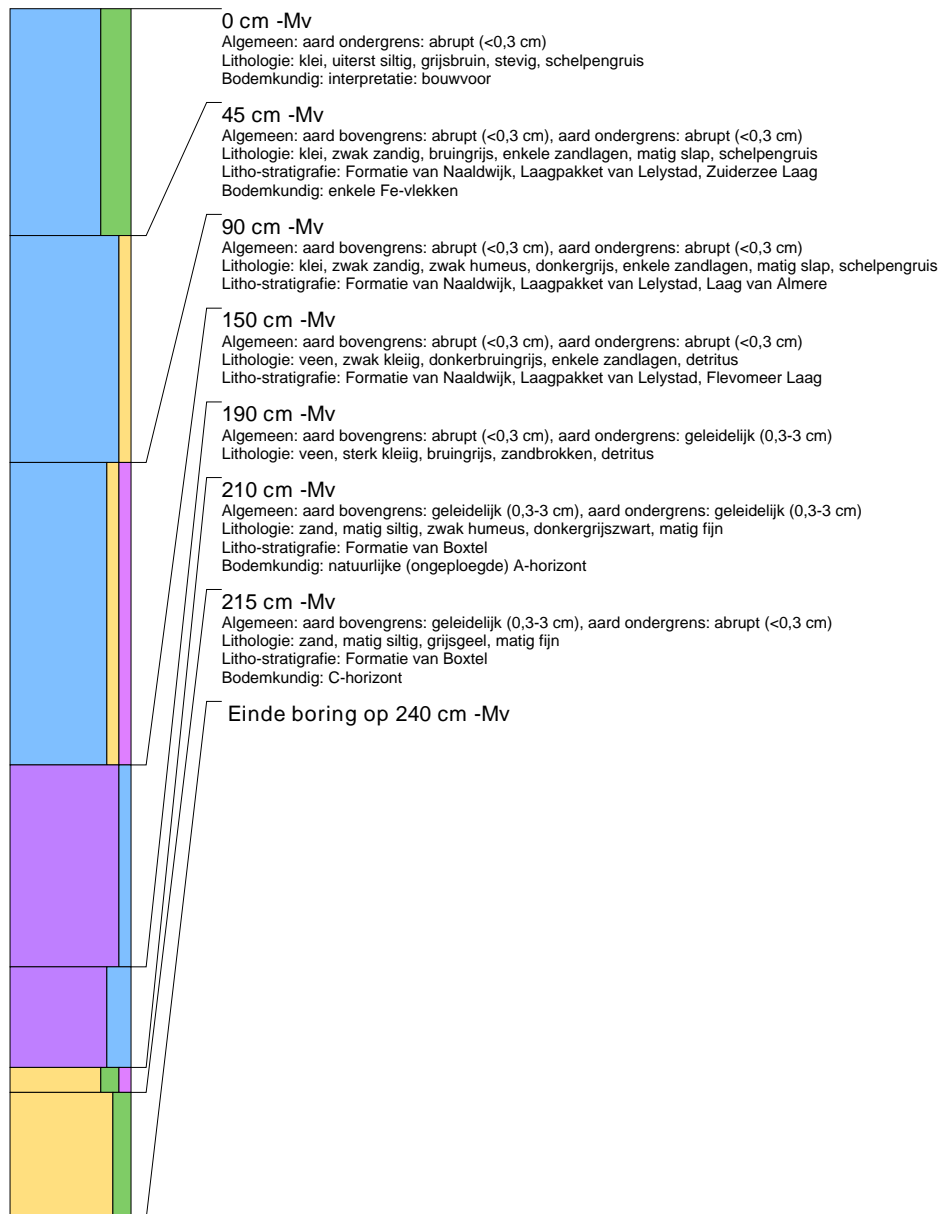 0 cm -Mv
Algemeen: aard ondergrens: abrupt (<0,3 cm)
Lithologie: klei, uiterst siltig, grijsbruin, stevig, schelpengruis
Bodemkundig: interpretatie: bouwvoor
45 cm -Mv
Algemeen: aard bovengrens: abrupt (<0,3 cm), aard ondergrens: abrupt (<0,3 cm)
Lithologie: klei, zwak zandig, bruingrijs, enkele zandlagen, matig slap, schelpengruis
Litho-stratigrafie: Formatie van Naaldwijk, Laagpakket van Lelystad, Zuiderzee Laag
Bodemkundig: enkele Fe-vlekken
90 cm -Mv
Algemeen: aard bovengrens: abrupt (<0,3 cm), aard ondergrens: abrupt (<0,3 cm)
Lithologie: klei, zwak zandig, zwak humeus, donkergrijs, enkele zandlagen, matig slap, schelpengruis
Litho-stratigrafie: Formatie van Naaldwijk, Laagpakket van Lelystad, Laag van Almere
150 cm -Mv
Algemeen: aard bovengrens: abrupt (<0,3 cm), aard ondergrens: abrupt (<0,3 cm)
Lithologie: veen, zwak kleiig, donkerbruingrijs, enkele zandlagen, detritus
Litho-stratigrafie: Formatie van Naaldwijk, Laagpakket van Lelystad, Flevomeer Laag
190 cm -Mv
Algemeen: aard bovengrens: abrupt (<0,3 cm), aard ondergrens: geleidelijk (0,3-3 cm)
Lithologie: veen, sterk kleiig, bruingrijs, zandbrokken, detritus
210 cm -Mv
Algemeen: aard bovengrens: geleidelijk (0,3-3 cm), aard ondergrens: geleidelijk (0,3-3 cm)
Lithologie: zand, matig siltig, zwak humeus, donkergrijszwart, matig fijn
Litho-stratigrafie: Formatie van Boxtel
Bodemkundig: natuurlijke (ongeploegde) A-horizont
215 cm -Mv
Algemeen: aard bovengrens: geleidelijk (0,3-3 cm), aard ondergrens: abrupt (<0,3 cm)
Lithologie: zand, matig siltig, grijsgeel, matig fijn
Litho-stratigrafie: Formatie van Boxtel
Bodemkundig: C-horizont
Einde boring op 240 cm -Mv